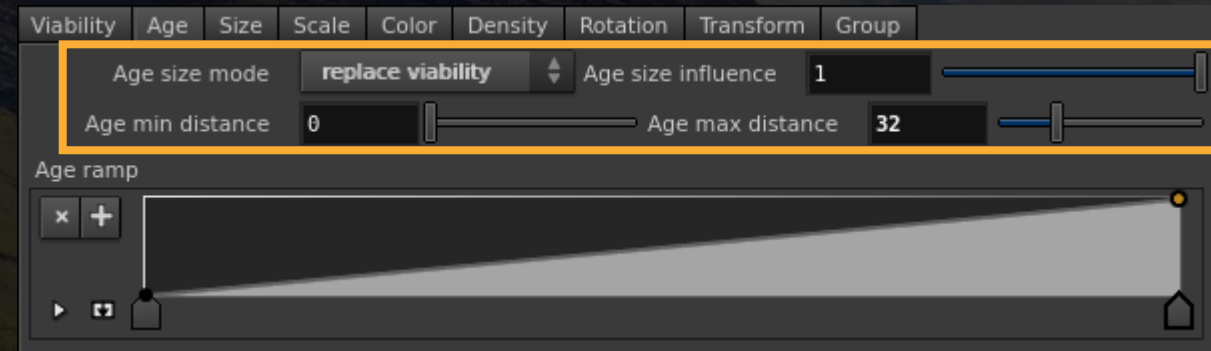 Viability Age Size Scale Color Density Rotation Transform Group
Age size mode replace viability Age size influence 1
Age min distance 0 Age max distance 32
Age ramp